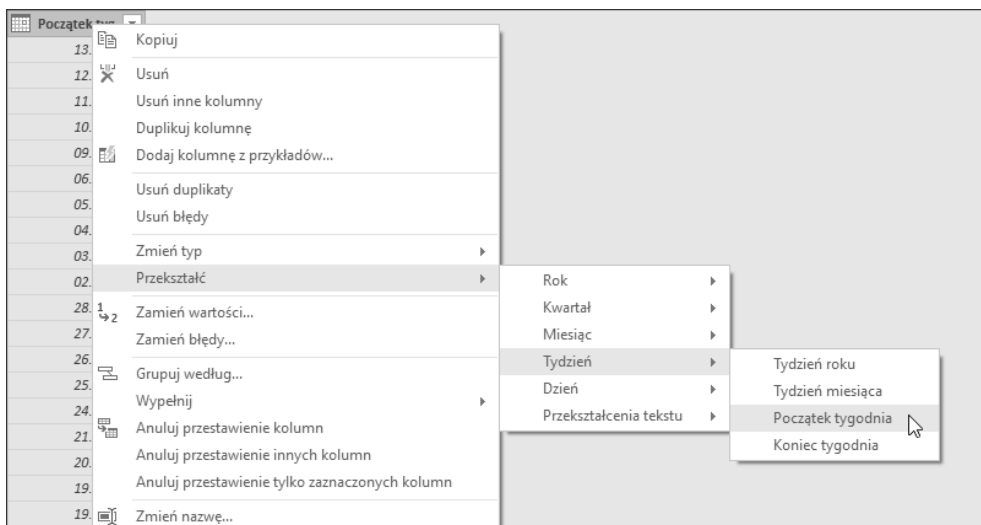 Początek
13.
Kopiuj
12.
Usuń
11.
Usuń inne kolumny
10.
Duplikuj kolumnę
09.
Dodaj kolumnę z przykładów...
06.
Usuń duplikaty
05.
Usuń błędy
04.
03.
Zmień typ
02.
Przekształć
28.
Zamień wartości...
27.
Zamień błędy...
26.
Grupuj według...
25.
Wypełnij
24.
Anuluj przestawienie kolumn
21.
Anuluj przestawienie innych kolumn
20.
Anuluj przestawienie tylko zaznaczonych kolumn
19.
19.
Zmień nazwę...
Rok
Kwartał
Miesiąc
Tydzień
Dzień
Przekształcenia tekstu
Tydzień roku
Tydzień miesiąca
Początek tygodnia
Koniec tygodnia